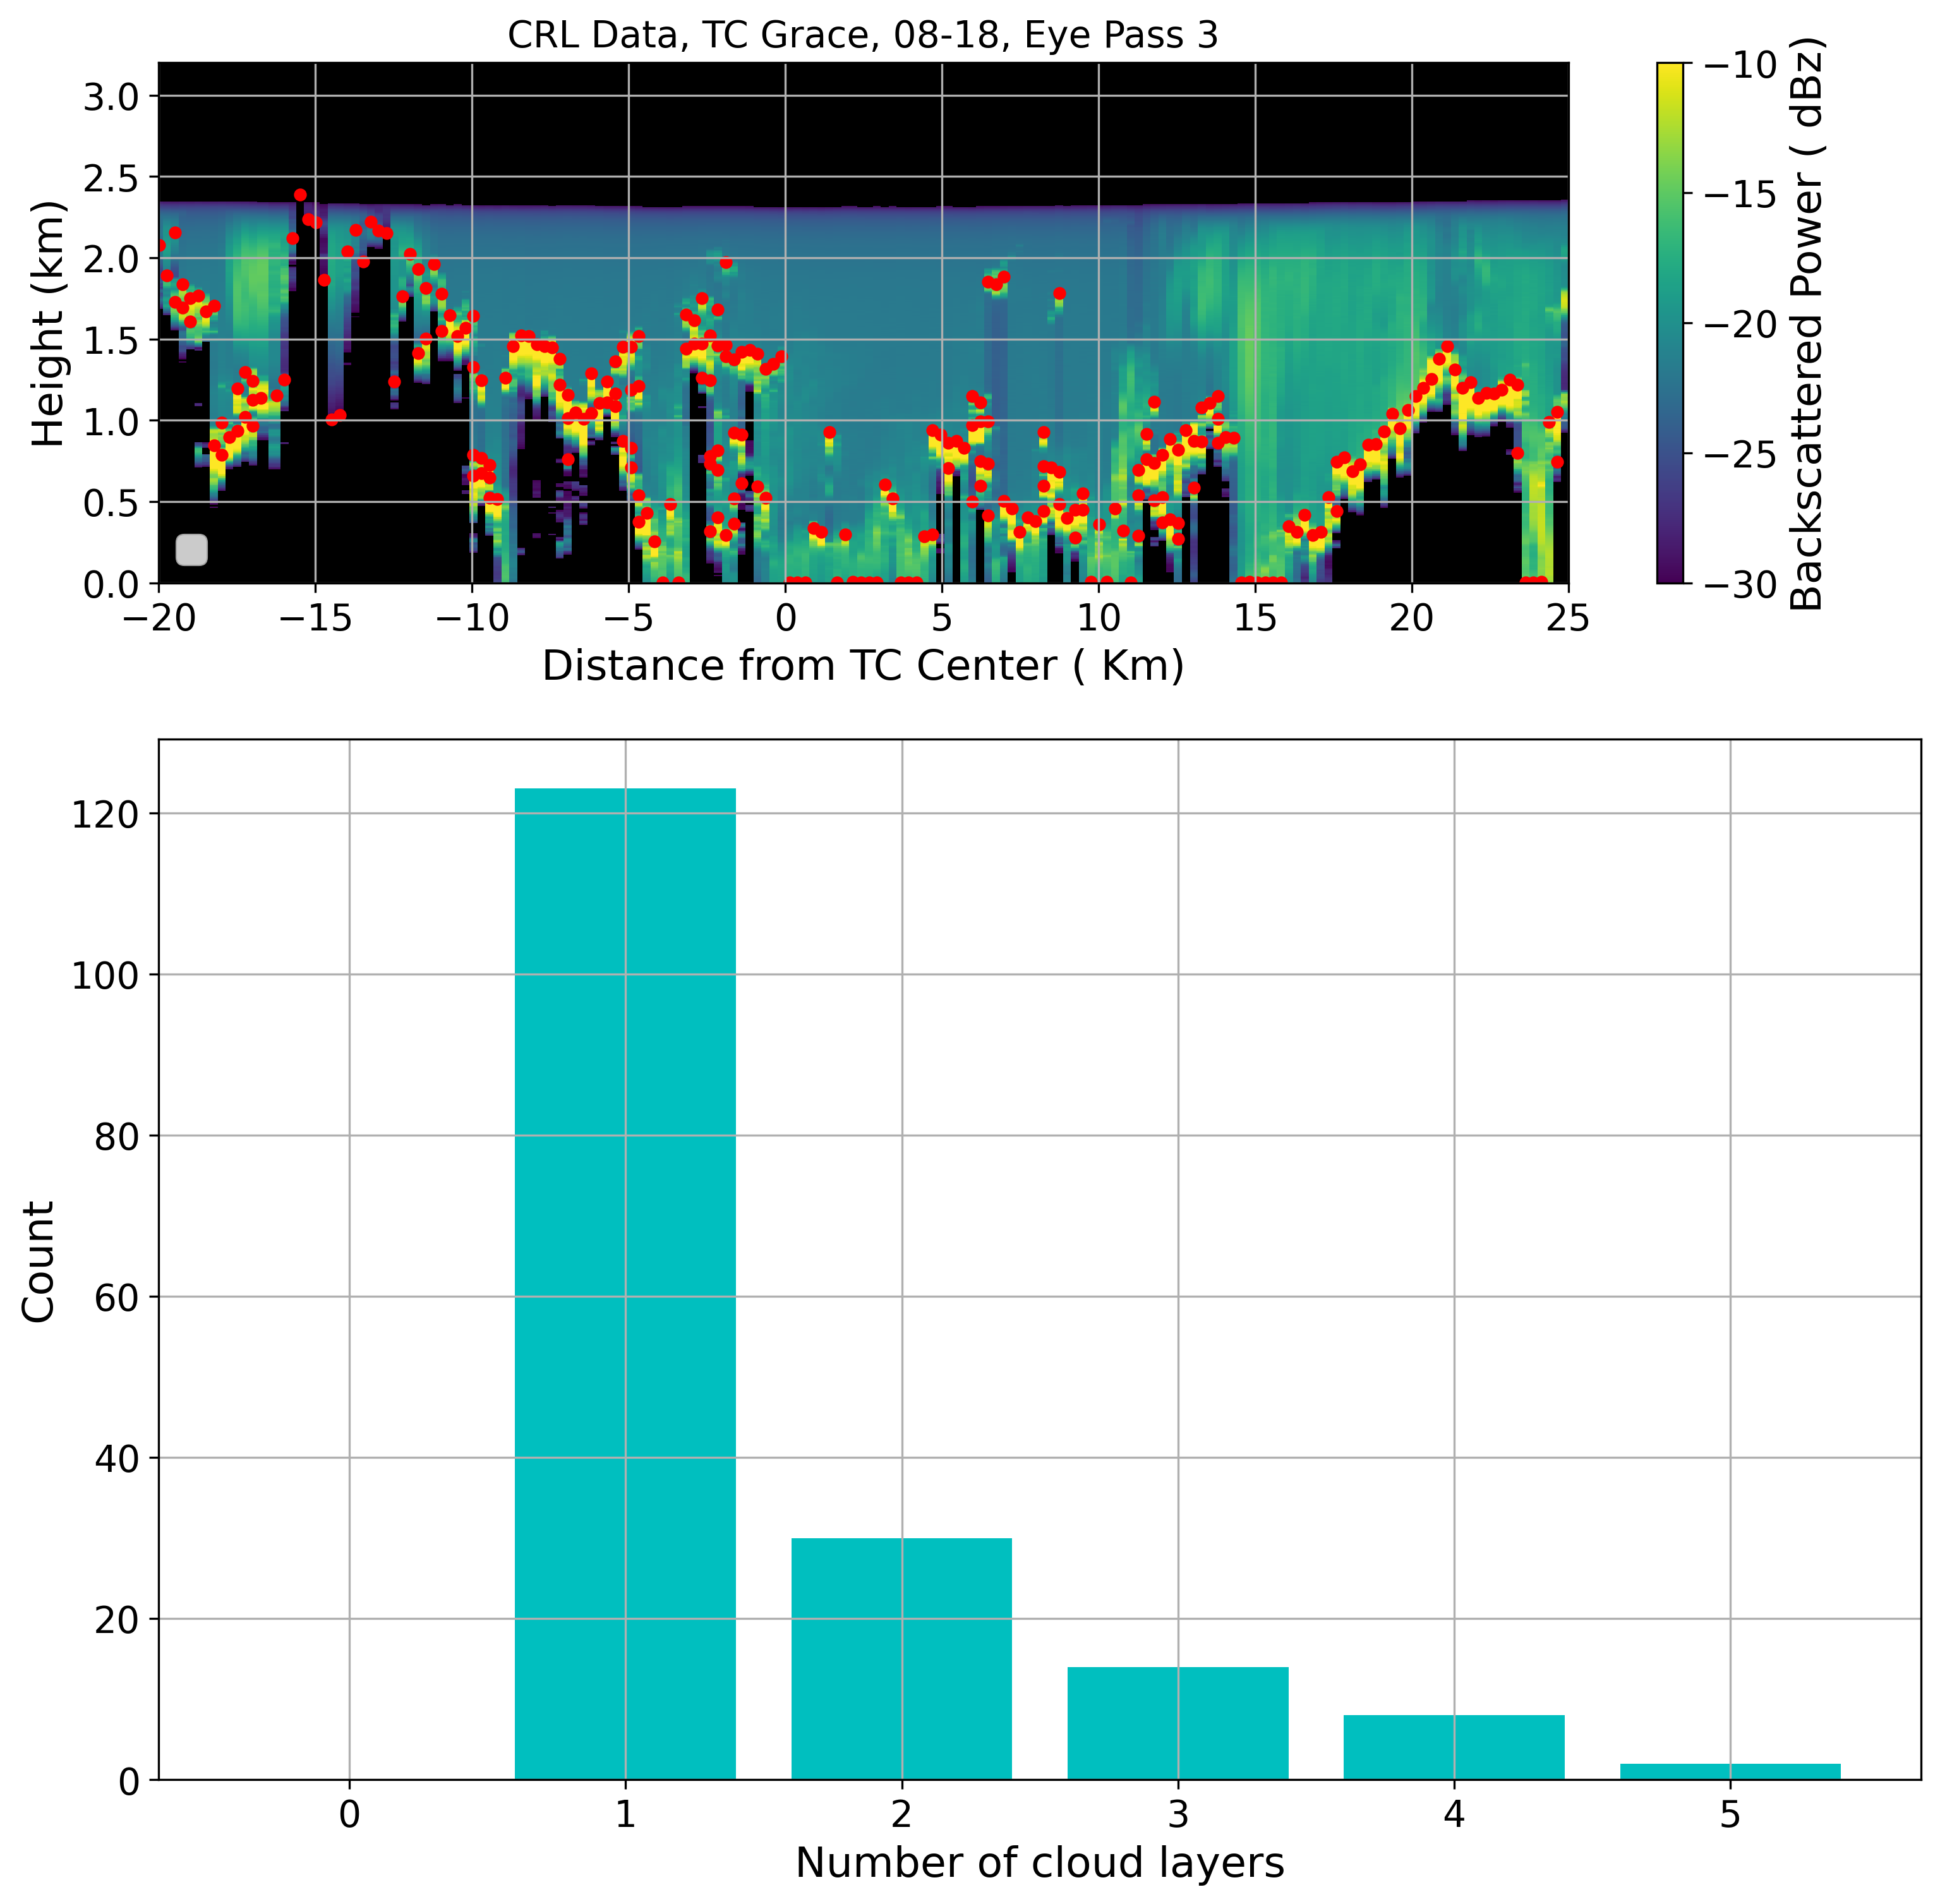 CRL Data, TC Grace, 08-18, Eye Pass 3
Height (km)
3.0
2.5
2.0
1.5
1.0
0.5
0.0
−20 −15 −10 −5 0 5 10 15 20 25
Distance from TC Center ( Km)
−10
−15
−20
−25
−30
Backscattered Power ( dBz)
Count
120
100
80
60
40
20
0
0 1 2 3 4 5
Number of cloud layers